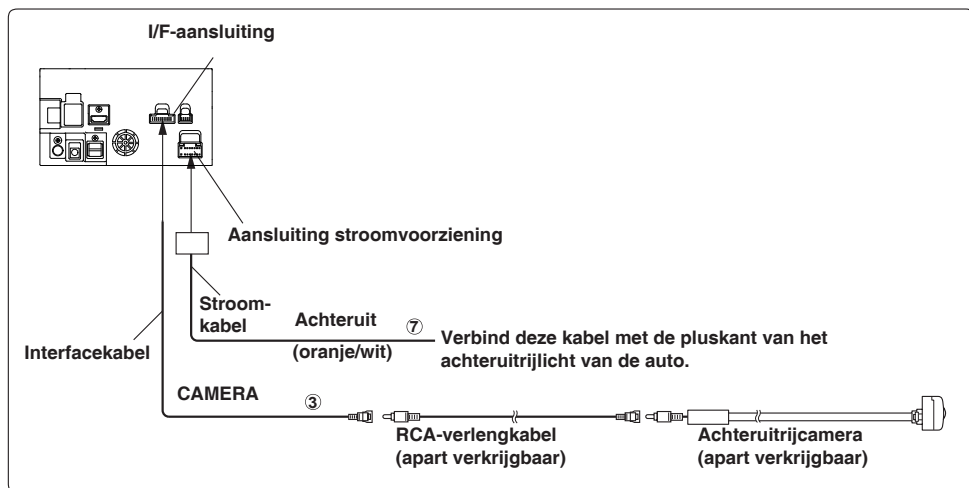 I/F-aansluiting
Aansluiting stroomvoorziening
Stroom-
kabel
Achteruit
(oranje/wit)
⑦
Verbind deze kabel met de pluskant van het
achteruitrijlicht van de auto.
Interfacekabel
CAMERA
③
RCA-verlengkabel
(apart verkrijgbaar)
Achteruitrijcamera
(apart verkrijgbaar)